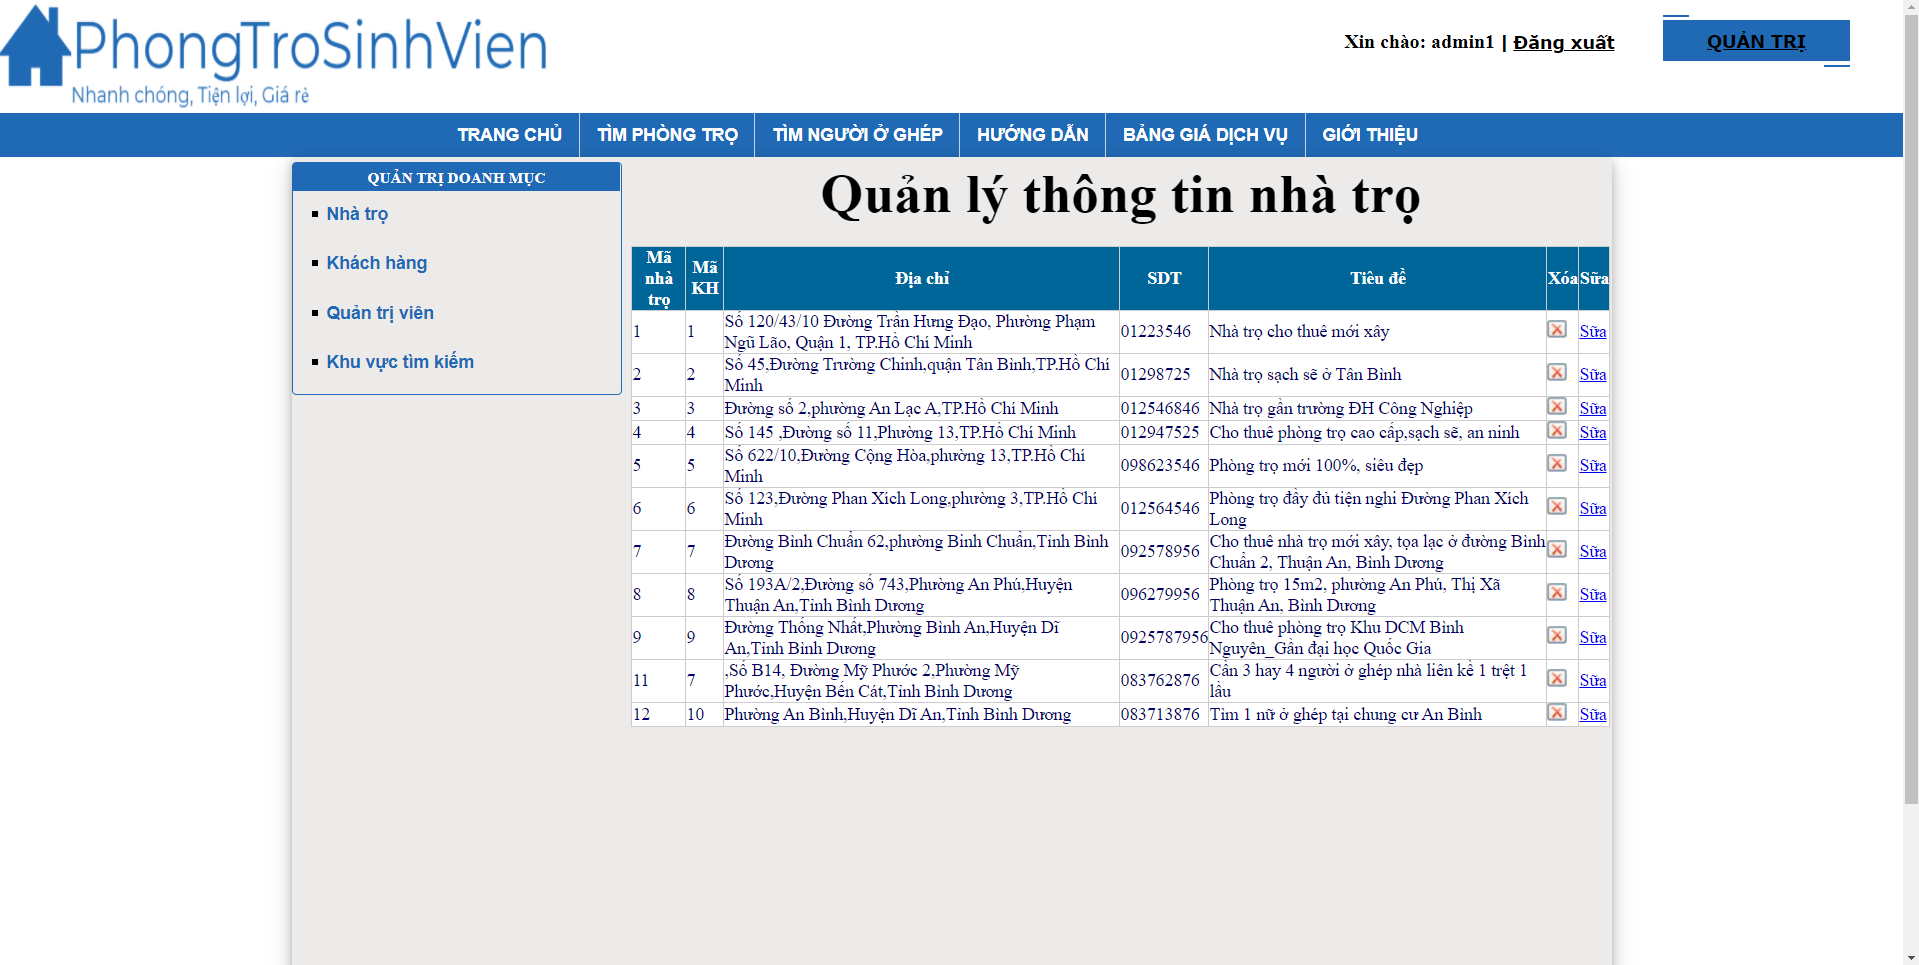 PhongTroSinhVien
Nhanh chóng, Tiện lợi, Giá rẻ
Xin chào: admin1 | Đăng xuất
QUẢN TRỊ
TRANG CHỦ
TÌM PHÒNG TRỌ
TÌM NGƯỜI Ở GHÉP
HƯỚNG DẪN
BẢNG GIÁ DỊCH VỤ
GIỚI THIỆU
QUẢN TRỊ DOANH MỤC
Nhà trọ
Khách hàng
Quản trị viên
Khu vực tìm kiếm
Quản lý thông tin nhà trọ
Mã
nhà
trọ
Mã
KH
Địa chỉ
SDT
Tiêu đề
Xóa
Sữa
1
1
Số 120/43/10 Đường Trần Hưng Đạo, Phường Phạm
Ngũ Lão, Quận 1, TP.Hồ Chí Minh
01223546
Nhà trọ cho thuê mới xây
Sữa
2
2
Số 45,Đường Trường Chinh,quận Tân Bình,TP.Hồ Chí
Minh
01298725
Nhà trọ sạch sẽ ở Tân Bình
Sữa
3
3
Đường số 2,phường An Lạc A,TP.Hồ Chí Minh
012546846
Nhà trọ gần trường ĐH Công Nghiệp
Sữa
4
4
Số 145 ,Đường số 11,Phường 13,TP.Hồ Chí Minh
012947525
Cho thuê phòng trọ cao cấp,sạch sẽ, an ninh
Sữa
5
5
Số 622/10,Đường Cộng Hòa,phường 13,TP.Hồ Chí
Minh
098623546
Phòng trọ mới 100%, siêu đẹp
Sữa
6
6
Số 123,Đường Phan Xích Long,phường 3,TP.Hồ Chí
Minh
012564546
Phòng trọ đầy đủ tiện nghi Đường Phan Xích
Long
Sữa
7
7
Đường Bình Chuẩn 62,phường Bình Chuẩn,Tỉnh Bình
Dương
092578956
Cho thuê nhà trọ mới xây, tọa lạc ở đường Bình
Chuẩn 2, Thuận An, Bình Dương
Sữa
8
8
Số 193A/2,Đường số 743,Phường An Phú,Huyện
Thuận An,Tỉnh Bình Dương
096279956
Phòng trọ 15m2, phường An Phú, Thị Xã
Thuận An, Bình Dương
Sữa
9
9
Đường Thống Nhất,Phường Bình An,Huyện Dĩ
An,Tỉnh Bình Dương
0925787956
Cho thuê phòng trọ Khu DCM Bình
Nguyên_Gần đại học Quốc Gia
Sữa
11
7
,Số B14, Đường Mỹ Phước 2,Phường Mỹ
Phước,Huyện Bến Cát,Tỉnh Bình Dương
083762876
Cần 3 hay 4 người ở ghép nhà liên kề 1 trệt 1
lầu
Sữa
12
10
Phường An Bình,Huyện Dĩ An,Tỉnh Bình Dương
083713876
Tìm 1 nữ ở ghép tại chung cư An Bình
Sữa